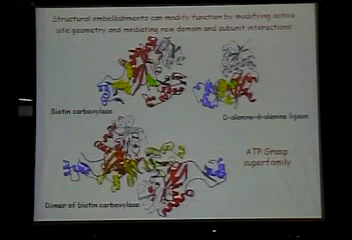 Structural embellishments can modify function by modifying active
site geometry and mediating new domain and subunit interactions
Biotin carboxylase
D-alanine-d-alanine ligase
ATP Grasp
superfamily
Dimer of biotin carboxylase